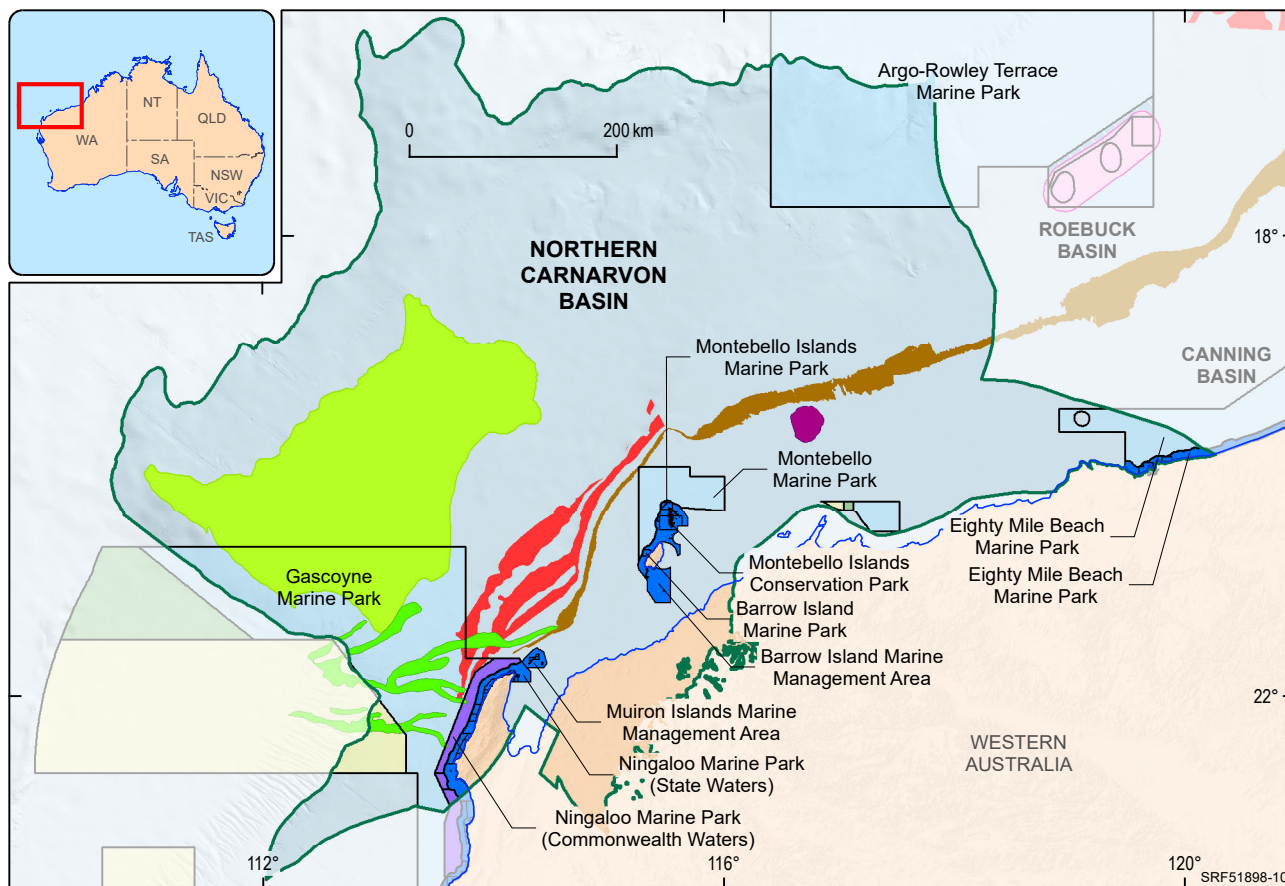 NT
QLD
WA
SA
NSW
VIC
TAS
0
200 km
Argo-Rowley Terrace
Marine Park
ROEBUCK
BASIN
18°
NORTHERN
CARNARVON
BASIN
Montebello Islands
Marine Park
CANNING
BASIN
Montebello
Marine Park
Eighty Mile Beach
Marine Park
Eighty Mile Beach
Marine Park
Gascoyne
Marine Park
Montebello Islands
Conservation Park
Barrow Island
Marine Park
Barrow Island Marine
Management Area
Muiron Islands Marine
Management Area
22°
WESTERN
AUSTRALIA
Ningaloo Marine Park
(State Waters)
Ningaloo Marine Park
(Commonwealth Waters)
112°
116°
120°
SRF51898-10